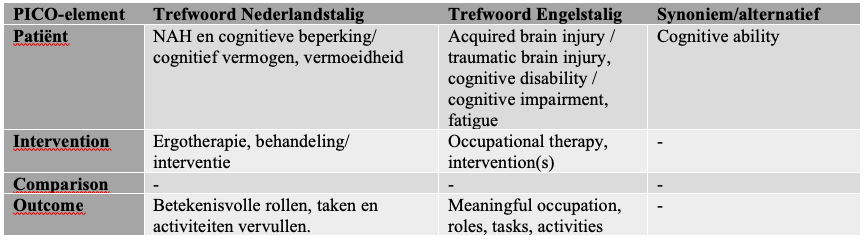 PICO-element Trefwoord Nederlandstalig Trefwoord Engelstalig Synoniem/alternatief
Patiënt NAH en cognitieve beperking/ Acquired brain injury / Cognitive ability
cognitief vermogen, vermoeidheid traumatic brain injury,
cognitive disability /
cognitive impairment,
fatigue
Intervention Ergotherapie, behandeling/ Occupational therapy, -
interventie intervention(s)
Comparison - - -
Outcome Betekenisvolle rollen, taken en Meaningful occupation, -
activiteiten vervullen. roles, tasks, activities